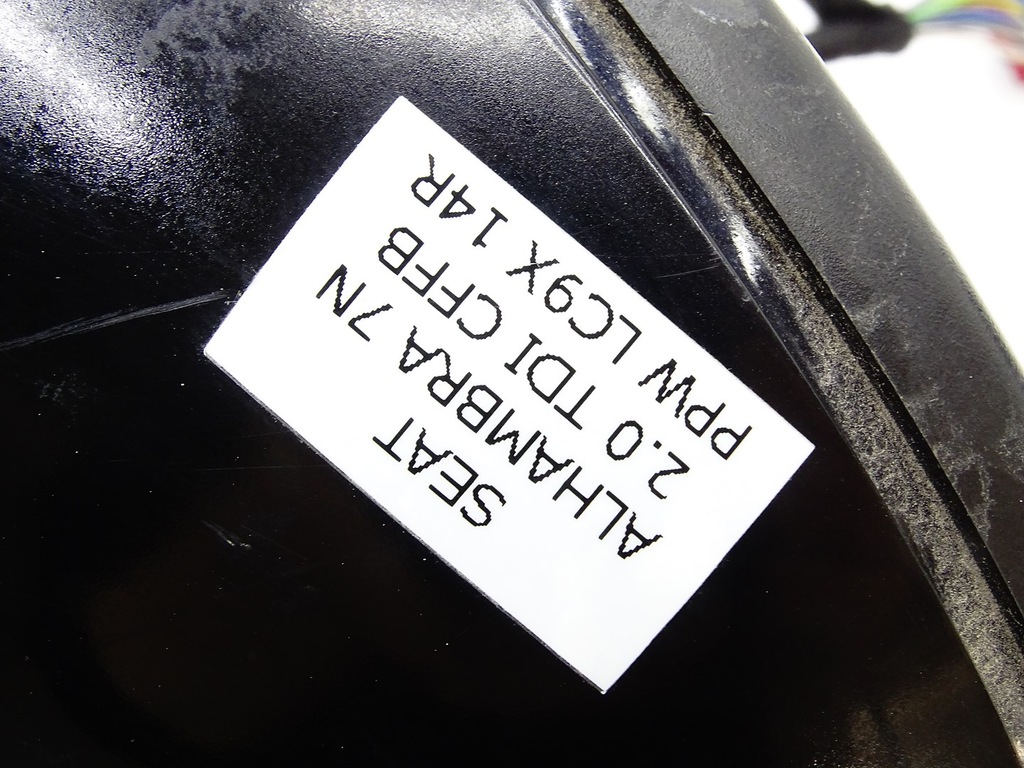 SEAT
ALHAMBRA 7N
2.0 TDI CFFB
PPW LC9X 14R